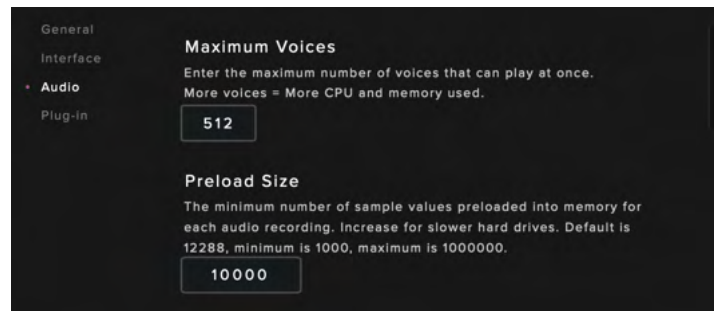 General
Interface
Audio
Plug-in
Maximum Voices
Enter the maximum number of voices that can play at once.
More voices = More CPU and memory used.
512
Preload Size
The minimum number of sample values preloaded into memory for
each audio recording. Increase for slower hard drives. Default is
12288, minimum is 1000, maximum is 1000000.
10000